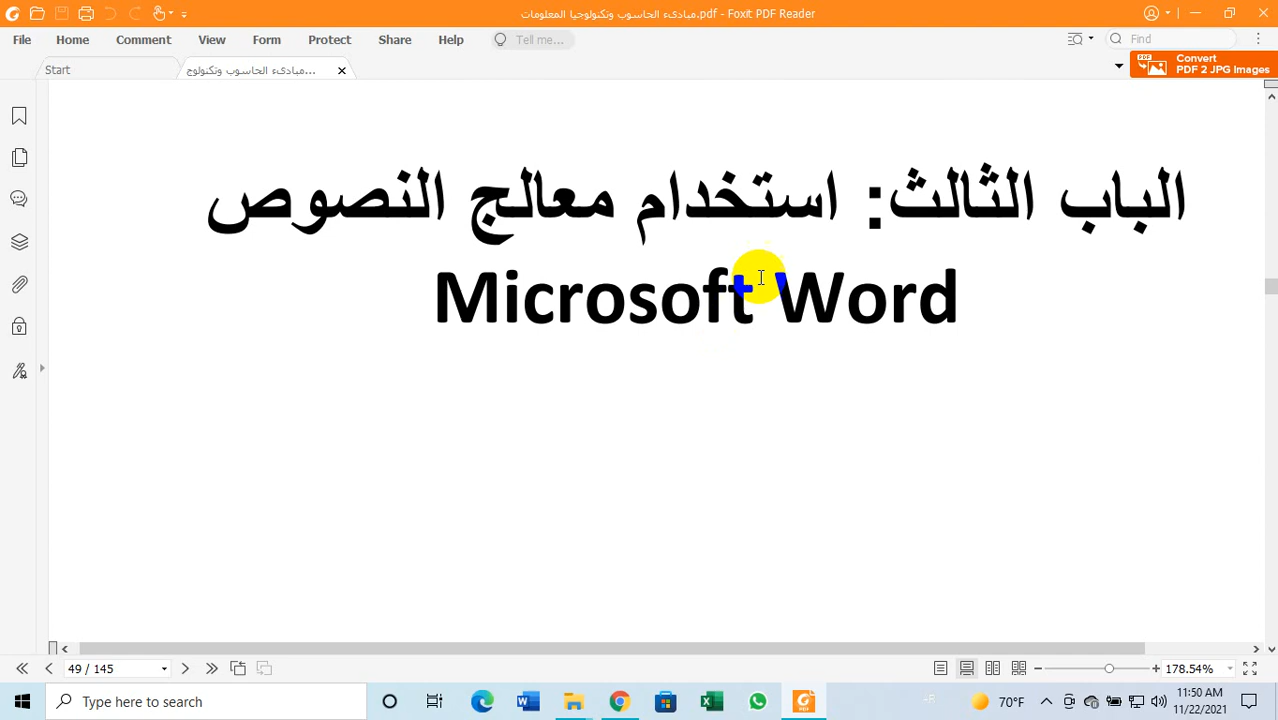 مبادىء الحاسوب وتكنولوجيا المعلومات.pdf - Foxit PDF Reader
File Home Comment View Form Protect Share Help Tell me... Find
Start
مبادىء الحاسوب وتكنولوج...
Convert
PDF 2 JPG Images
الباب الثالث: استخدام معالج النصوص
Microsoft Word
49 / 145
178.54%
Type here to search
70°F
11:50 AM
11/22/2021